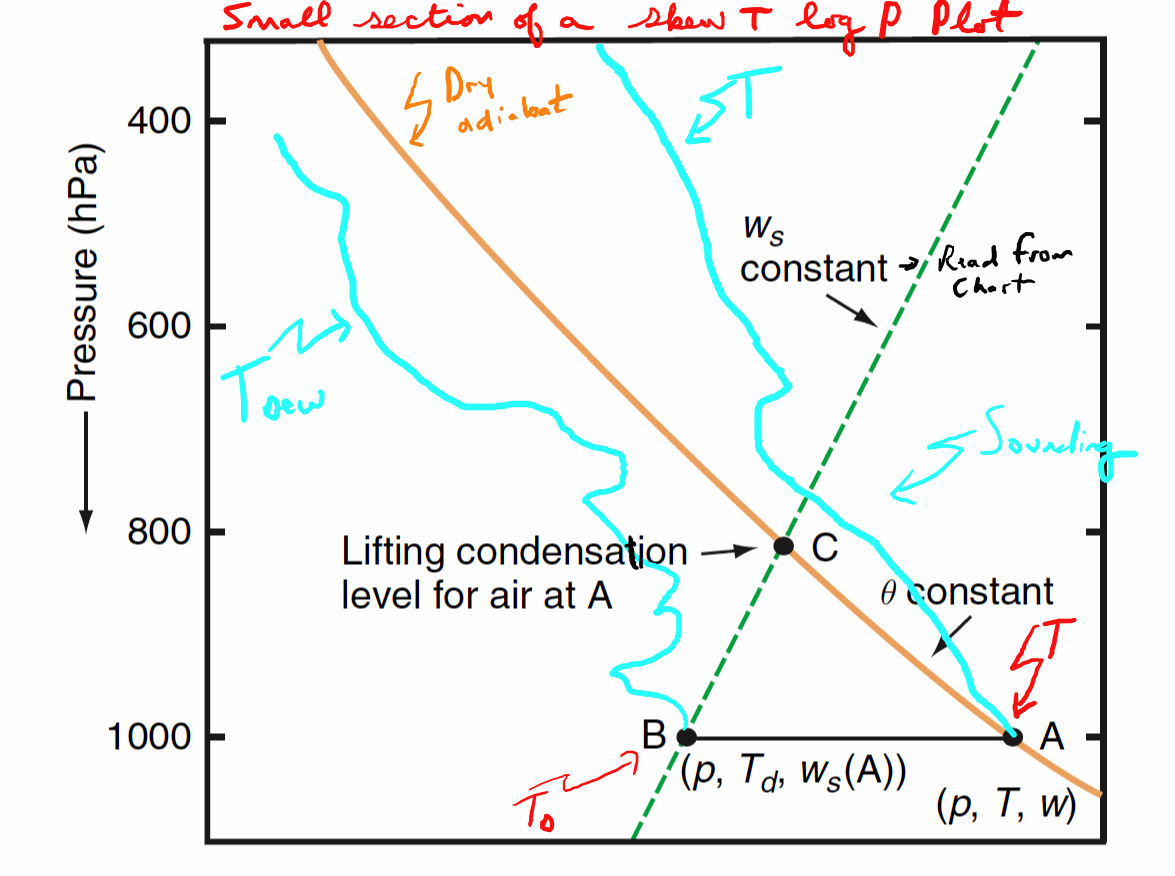 Small section of a skew T log P Plot
Dry
adiabat
T
400
w_s
constant → Read from
Chart
Pressure (hPa)
600
T Dew
Sounding
800
C
Lifting condensation
level for air at A
θ constant
T
1000
B
A
(p, T_d, w_s(A))
(p, T, w)
T_D